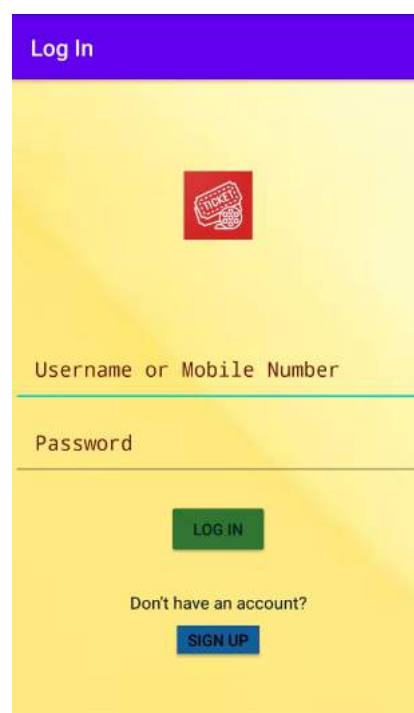 Log In
TICKET
Username or Mobile Number
Password
LOG IN
Don't have an account?
SIGN UP